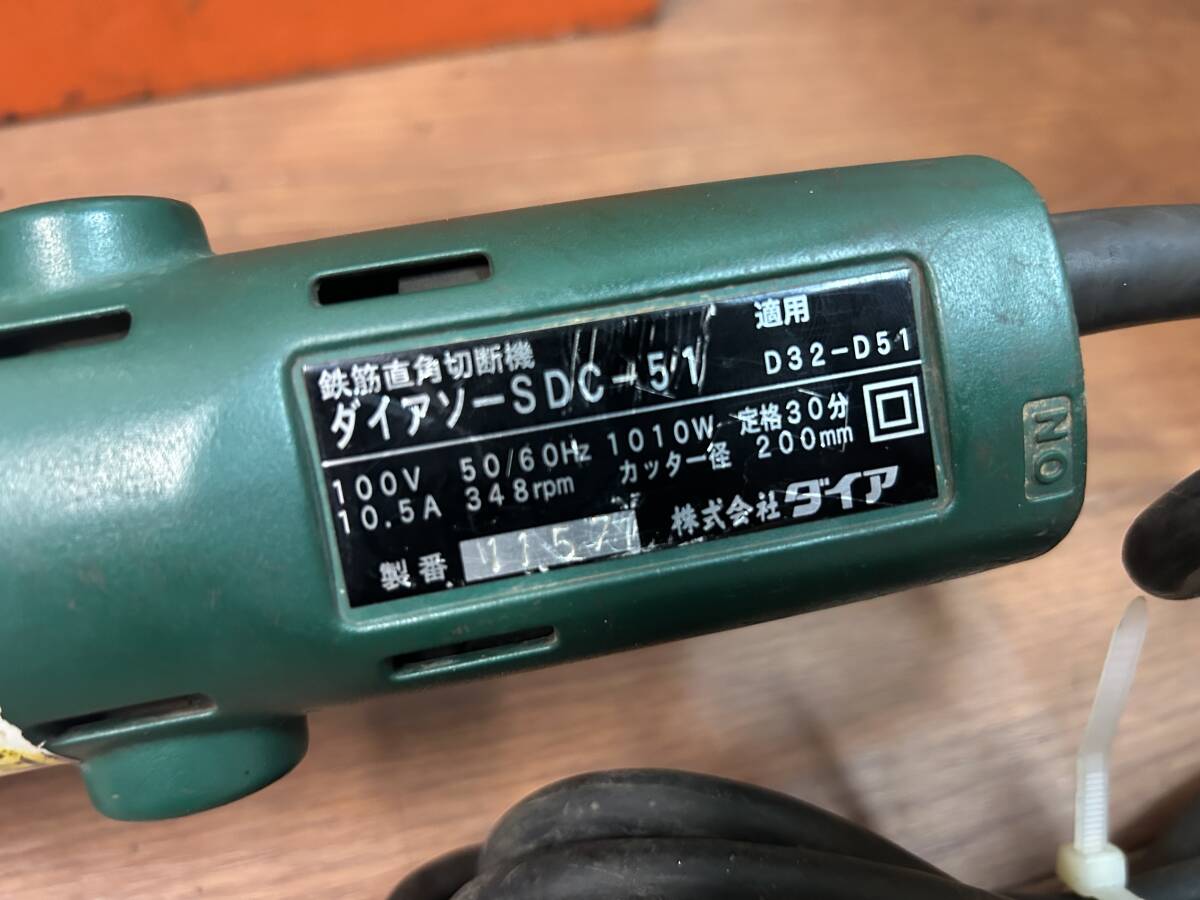 鉄筋直角切断機 適用
ダイアソーSDC-51 D32-D51
100V 50/60Hz 1010W 定格30分
10.5A 348rpm カッター径 200mm
製番 11571 株式会社ダイア
NO